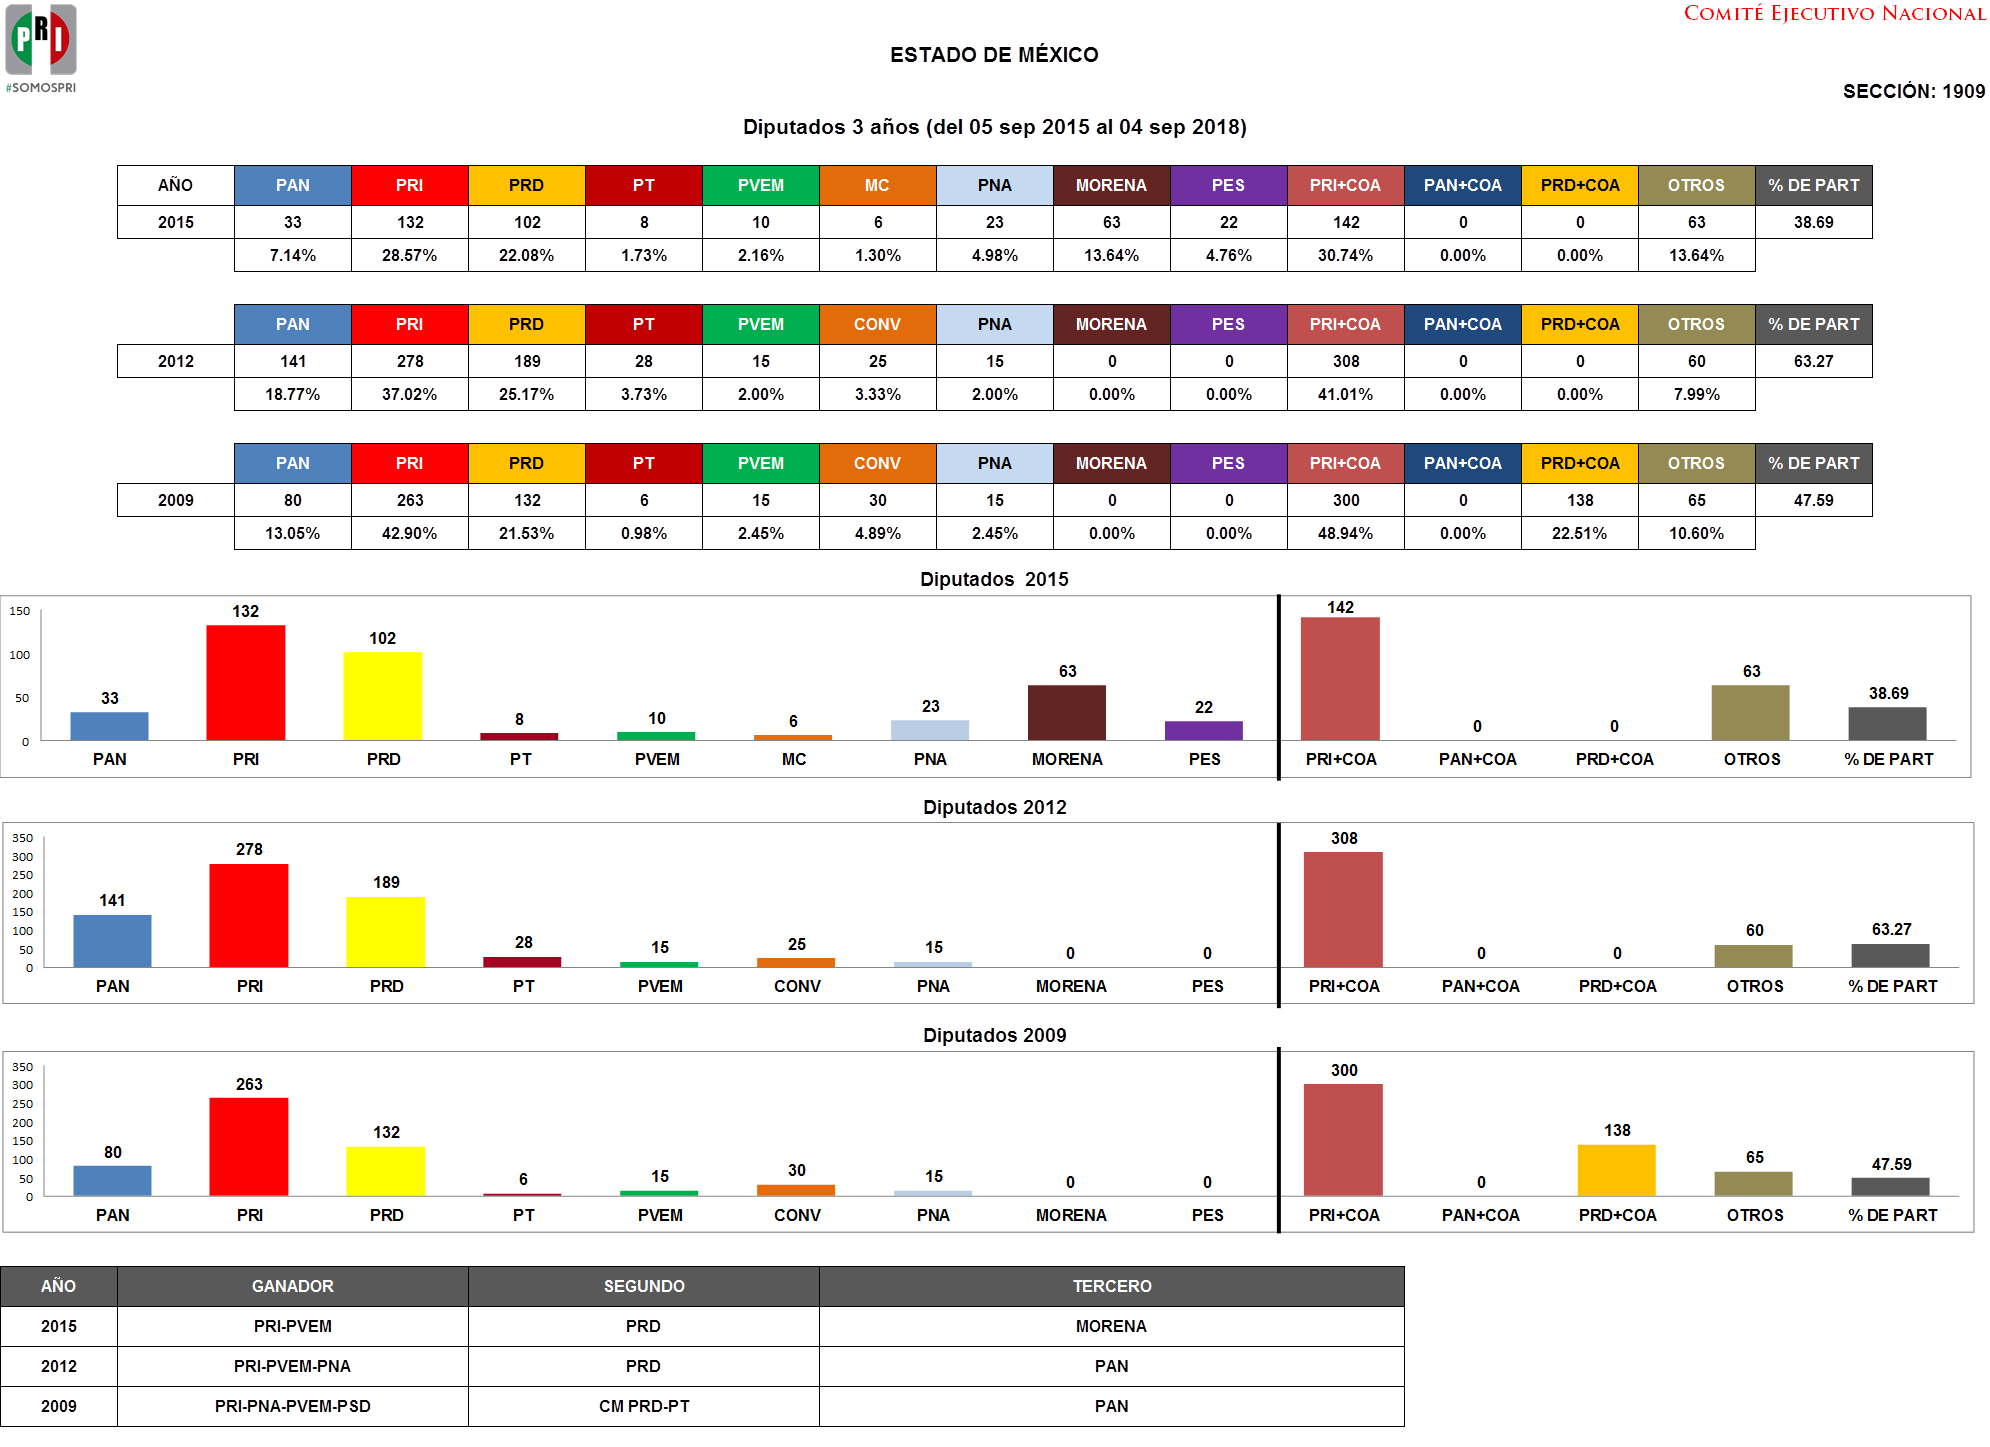 PRI
#SOMOSPRI
COMITÉ EJECUTIVO NACIONAL
ESTADO DE MÉXICO
SECCIÓN: 1909
Diputados 3 años (del 05 sep 2015 al 04 sep 2018)
AÑO PAN PRI PRD PT PVEM MC PNA MORENA PES PRI+COA PAN+COA PRD+COA OTROS % DE PART
2015 33 132 102 8 10 6 23 63 22 142 0 0 63 38.69
7.14% 28.57% 22.08% 1.73% 2.16% 1.30% 4.98% 13.64% 4.76% 30.74% 0.00% 0.00% 13.64%
PAN PRI PRD PT PVEM CONV PNA MORENA PES PRI+COA PAN+COA PRD+COA OTROS % DE PART
2012 141 278 189 28 15 25 15 0 0 308 0 0 60 63.27
18.77% 37.02% 25.17% 3.73% 2.00% 3.33% 2.00% 0.00% 0.00% 41.01% 0.00% 0.00% 7.99%
PAN PRI PRD PT PVEM CONV PNA MORENA PES PRI+COA PAN+COA PRD+COA OTROS % DE PART
2009 80 263 132 6 15 30 15 0 0 300 0 138 65 47.59
13.05% 42.90% 21.53% 0.98% 2.45% 4.89% 2.45% 0.00% 0.00% 48.94% 0.00% 22.51% 10.60%
Diputados 2015
150
100
50
0
33 132 102 8 10 6 23 63 22 142 0 0 63 38.69
PAN PRI PRD PT PVEM MC PNA MORENA PES PRI+COA PAN+COA PRD+COA OTROS % DE PART
Diputados 2012
350
300
250
200
150
100
50
0
141 278 189 28 15 25 15 0 0 308 0 0 60 63.27
PAN PRI PRD PT PVEM CONV PNA MORENA PES PRI+COA PAN+COA PRD+COA OTROS % DE PART
Diputados 2009
350
300
250
200
150
100
50
0
80 263 132 6 15 30 15 0 0 300 0 138 65 47.59
PAN PRI PRD PT PVEM CONV PNA MORENA PES PRI+COA PAN+COA PRD+COA OTROS % DE PART
AÑO GANADOR SEGUNDO TERCERO
2015 PRI-PVEM PRD MORENA
2012 PRI-PVEM-PNA PRD PAN
2009 PRI-PNA-PVEM-PSD CM PRD-PT PAN